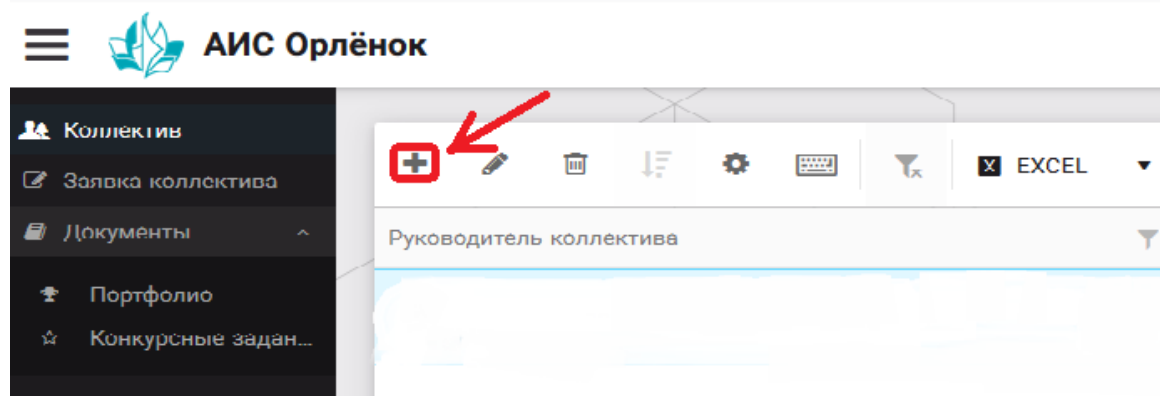 АИС Орлёнок
Коллектив
Заявка коллектива
Документы
Портфолио
Конкурсные задан...
EXCEL
Руководитель коллектива